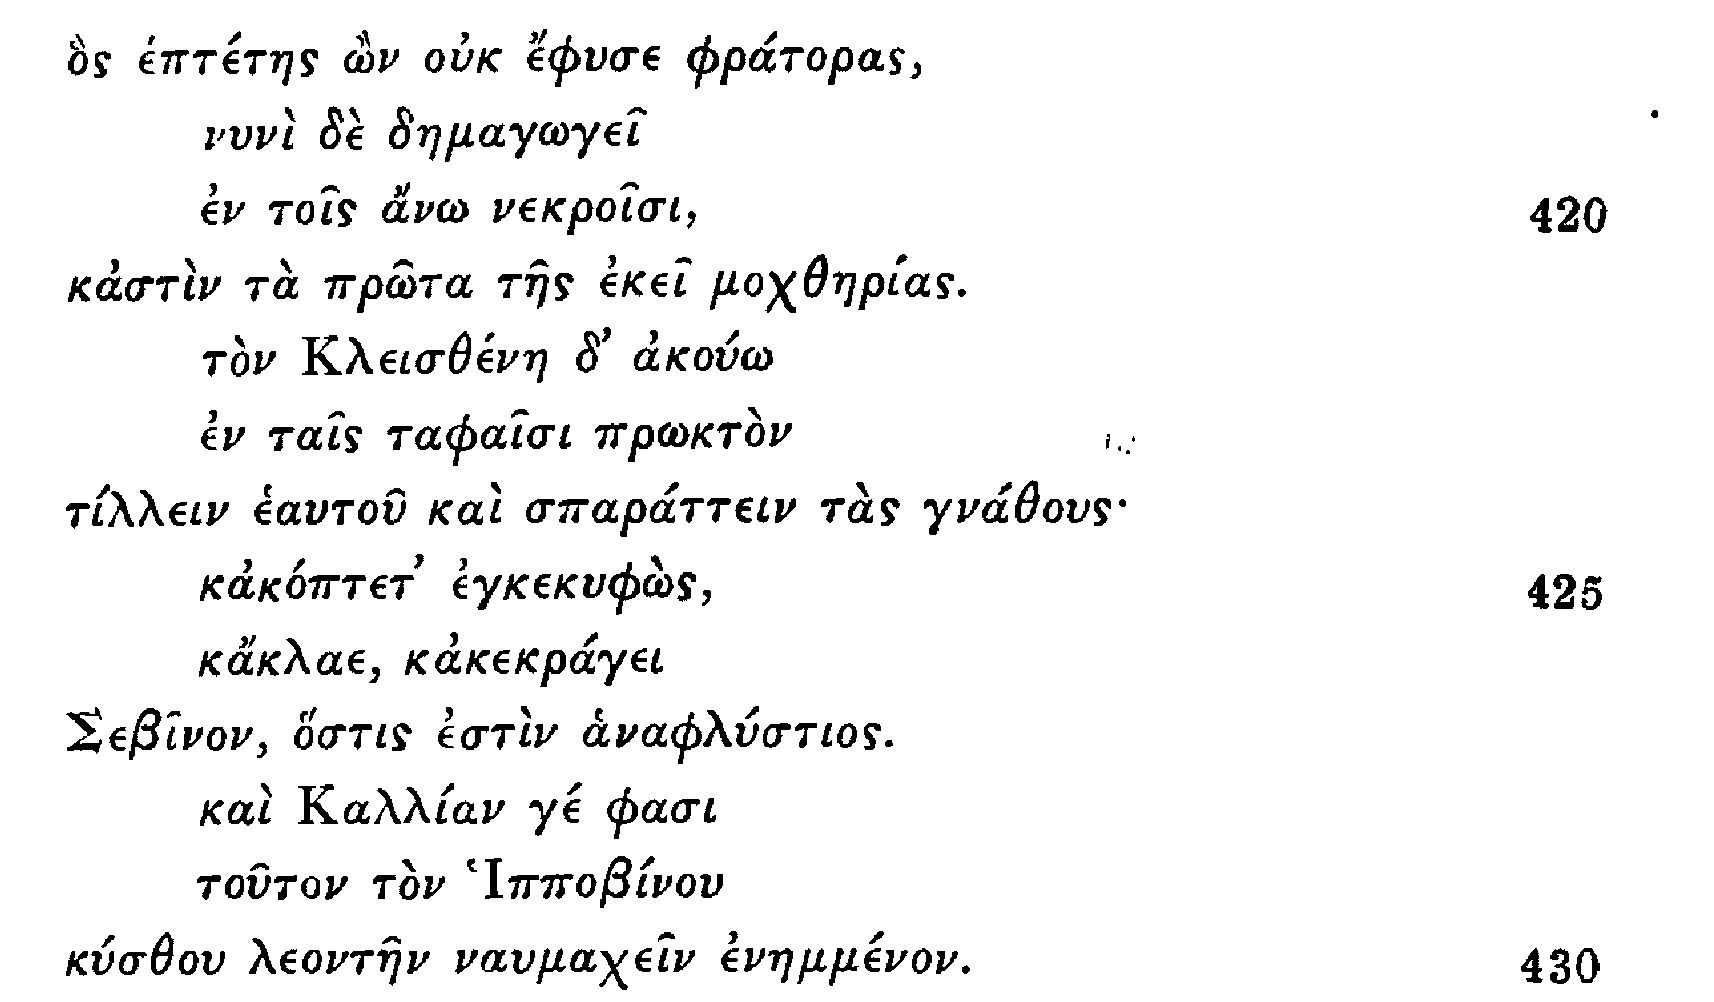 ὃς ἑπτέτης ὢν οὐκ ἔφυσε φράτορας,
νυνὶ δὲ δημαγωγεῖ
ἐν τοῖς ἄνω νεκροῖσι, 420
κἀστὶν τὰ πρῶτα τῆς ἐκεῖ μοχθηρίας.
τὸν Κλεισθένη δ’ ἀκούω
ἐν ταῖς ταφαῖσι πρωκτὸν
τίλλειν ἑαυτοῦ καὶ σπαράττειν τὰς γνάθους·
κἀκόπτετ’ ἐγκεκυφὼς, 425
κἄκλαε, κἀκεκράγει
Σεβῖνον, ὅστις ἐστὶν ἁναφλύστιος.
καὶ Καλλίαν γέ φασι
τοῦτον τὸν Ἱπποβίνου
κύσθου λεοντῆν ναυμαχεῖν ἐνημμένον. 430